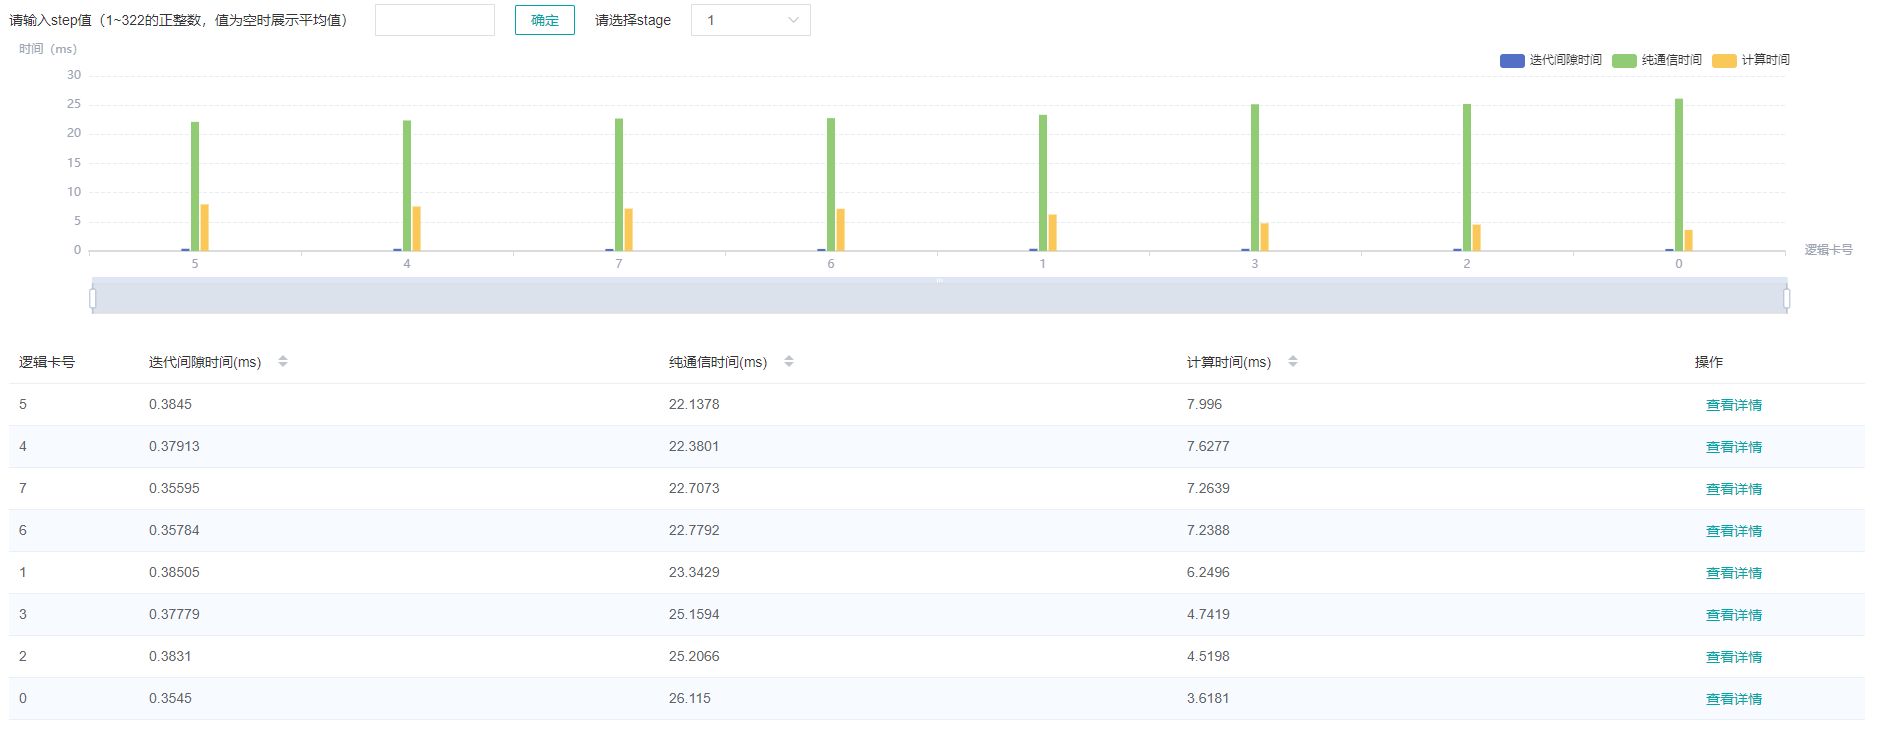 请输入step值（1~322的正整数，值为空时展示平均值） 确定 请选择stage 1
时间（ms）
迭代间隙时间 纯通信时间 计算时间
30
25
20
15
10
5
0
逻辑卡号
5 4 7 6 1 3 2 0
逻辑卡号 迭代间隙时间(ms) 纯通信时间(ms) 计算时间(ms) 操作
5 0.3845 22.1378 7.996 查看详情
4 0.37913 22.3801 7.6277 查看详情
7 0.35595 22.7073 7.2639 查看详情
6 0.35784 22.7792 7.2388 查看详情
1 0.38505 23.3429 6.2496 查看详情
3 0.37779 25.1594 4.7419 查看详情
2 0.3831 25.2066 4.5198 查看详情
0 0.3545 26.115 3.6181 查看详情